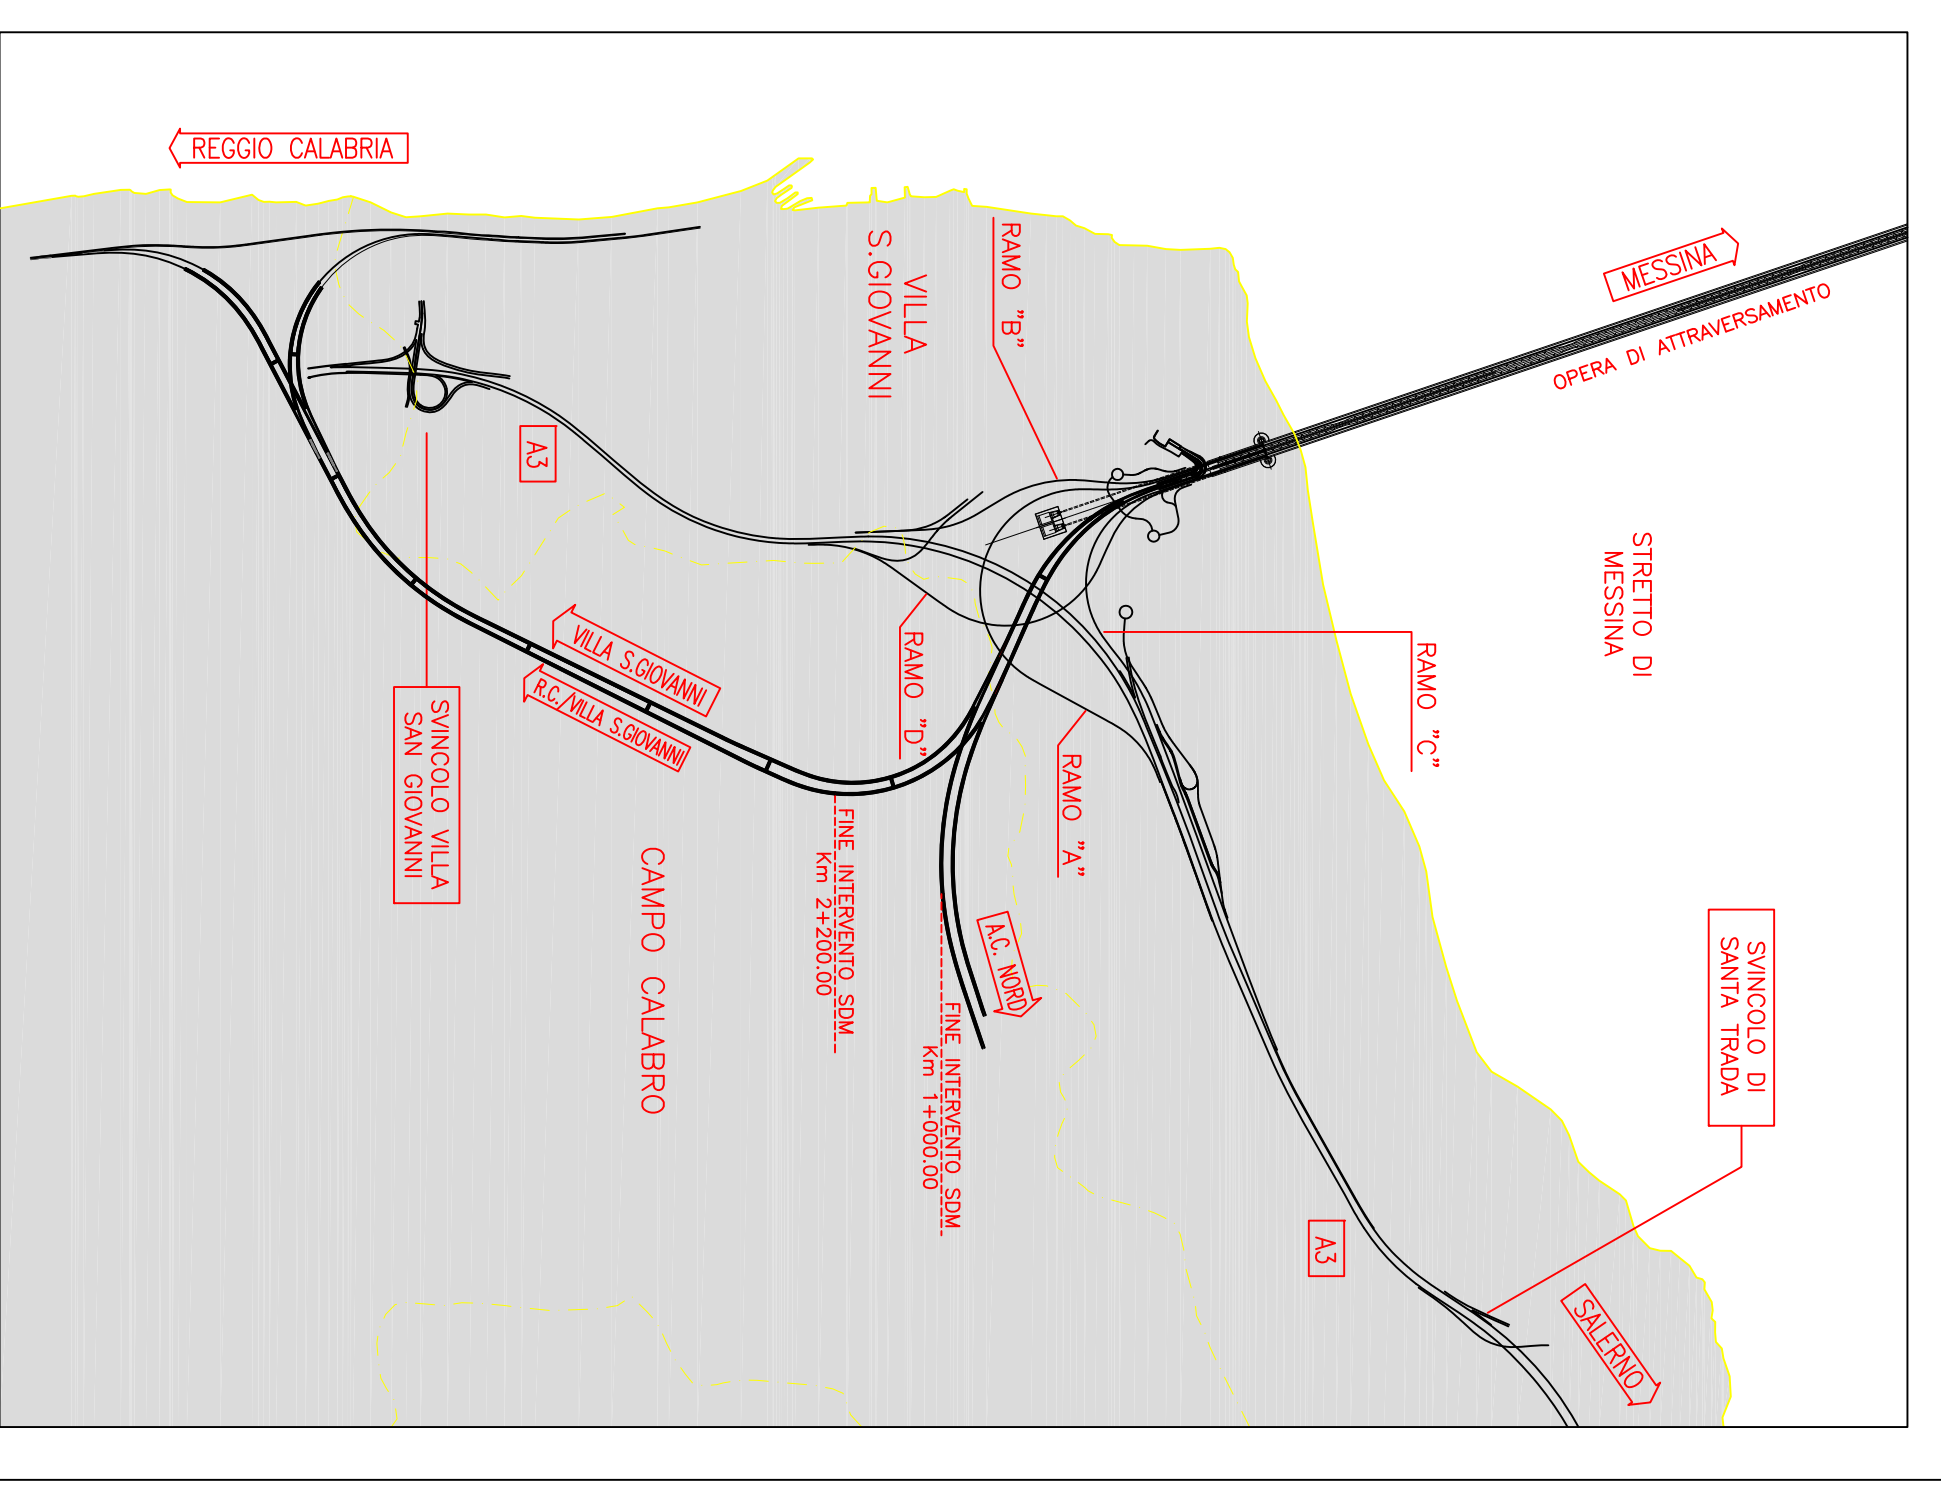 REGGIO CALABRIA
MESSINA
OPERA DI ATTRAVERSAMENTO
VILLA
S.GIOVANNI
RAMO "B"
A3
STRETTO DI
MESSINA
RAMO "C"
RAMO "D"
RAMO "A"
VILLA S.GIOVANNI
R.C./VILLA S.GIOVANNI
SVINCOLO VILLA
SAN GIOVANNI
CAMPO CALABRO
FINE INTERVENTO SDM
Km 2+200.00
A.C. NORD
FINE INTERVENTO SDM
Km 1+000.00
SVINCOLO DI
SANTA TRADA
A3
SALERNO